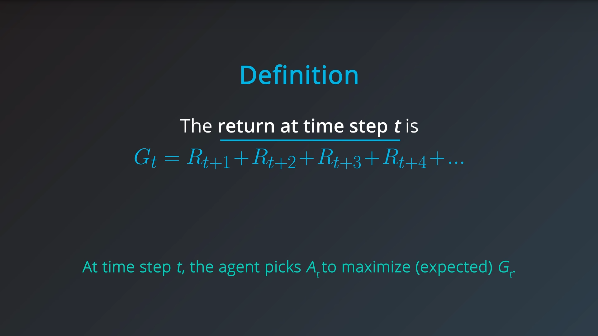 Definition
The return at time step t is
G_t = R_{t+1} + R_{t+2} + R_{t+3} + R_{t+4} + ...
At time step t, the agent picks A_t to maximize (expected) G_t.